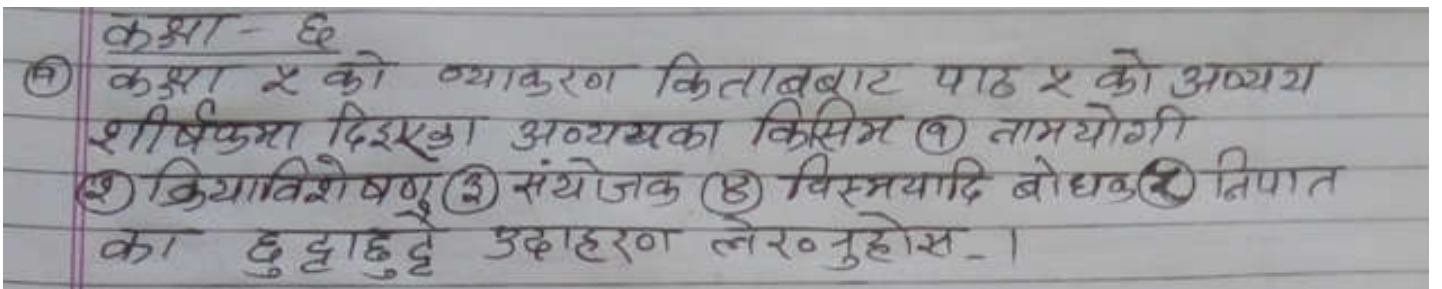 कक्षा - ६
(१) कक्षा ५ को व्याकरण किताबबाट पाठ ५ को अव्यय
शीर्षकमा दिइएका अव्ययका किसिम (१) नामयोगी
(२) क्रियाविशेषण (३) संयोजक (४) विस्मयादि बोधक (५) निपात
का छुट्टाछुट्टै उदाहरण लेख्नुहोस् ।